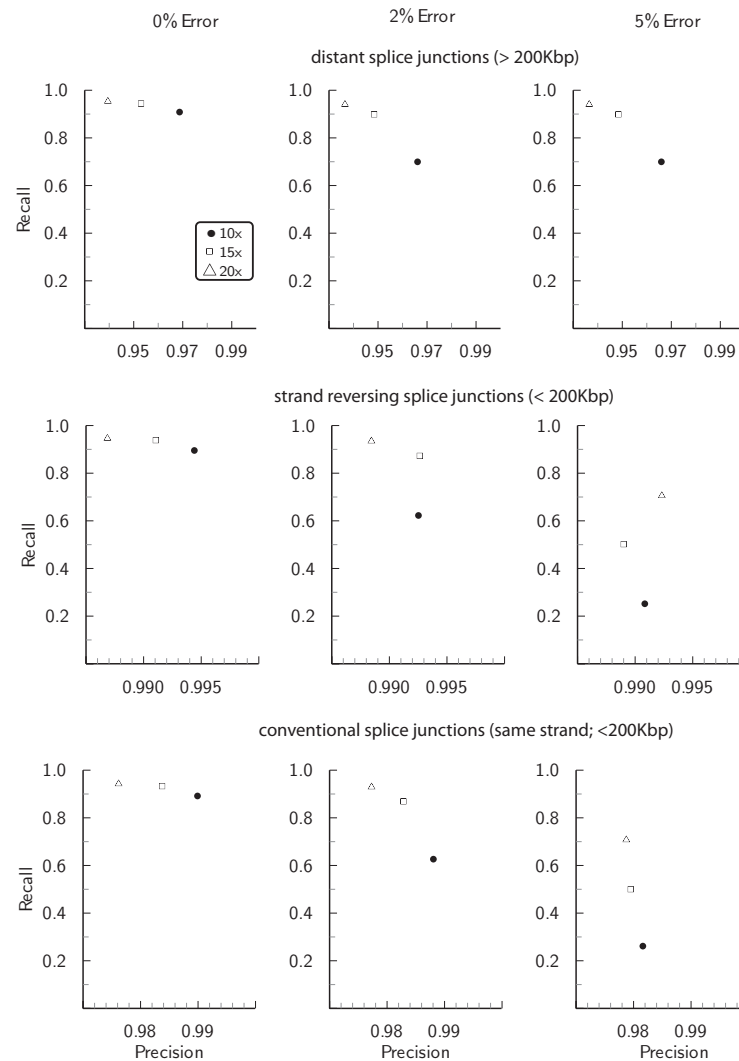 0% Error 2% Error 5% Error
distant splice junctions (> 200Kbp)
1.0 1.0 1.0
0.8 0.8 0.8
0.6 0.6 0.6
Recall
0.4 0.4 0.4
0.2 0.2 0.2
10x
15x
20x
0.95 0.97 0.99 0.95 0.97 0.99 0.95 0.97 0.99
strand reversing splice junctions (< 200Kbp)
1.0 1.0 1.0
0.8 0.8 0.8
0.6 0.6 0.6
Recall
0.4 0.4 0.4
0.2 0.2 0.2
0.990 0.995 0.990 0.995 0.990 0.995
conventional splice junctions (same strand; <200Kbp)
1.0 1.0 1.0
0.8 0.8 0.8
0.6 0.6 0.6
Recall
0.4 0.4 0.4
0.2 0.2 0.2
0.98 0.99 0.98 0.99 0.98 0.99
Precision Precision Precision